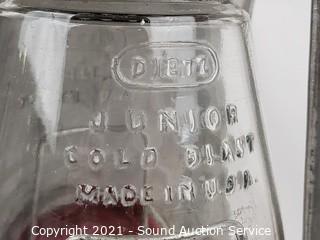 DIETZ
JUNIOR
COLD BLAST
MADE IN U.S.A.
Copyright 2021 - Sound Auction Service